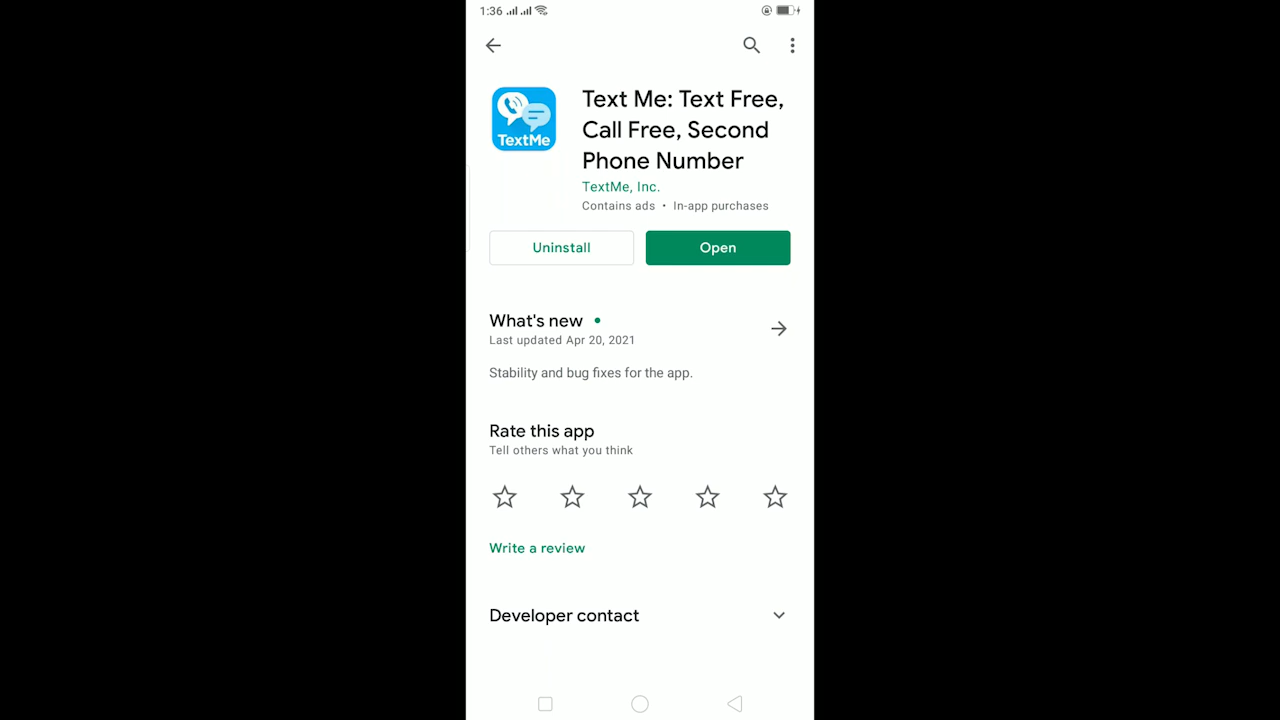 1:36
TextMe
Text Me: Text Free,
Call Free, Second
Phone Number
TextMe, Inc.
Contains ads • In-app purchases
Uninstall
Open
What's new
Last updated Apr 20, 2021
Stability and bug fixes for the app.
Rate this app
Tell others what you think
Write a review
Developer contact